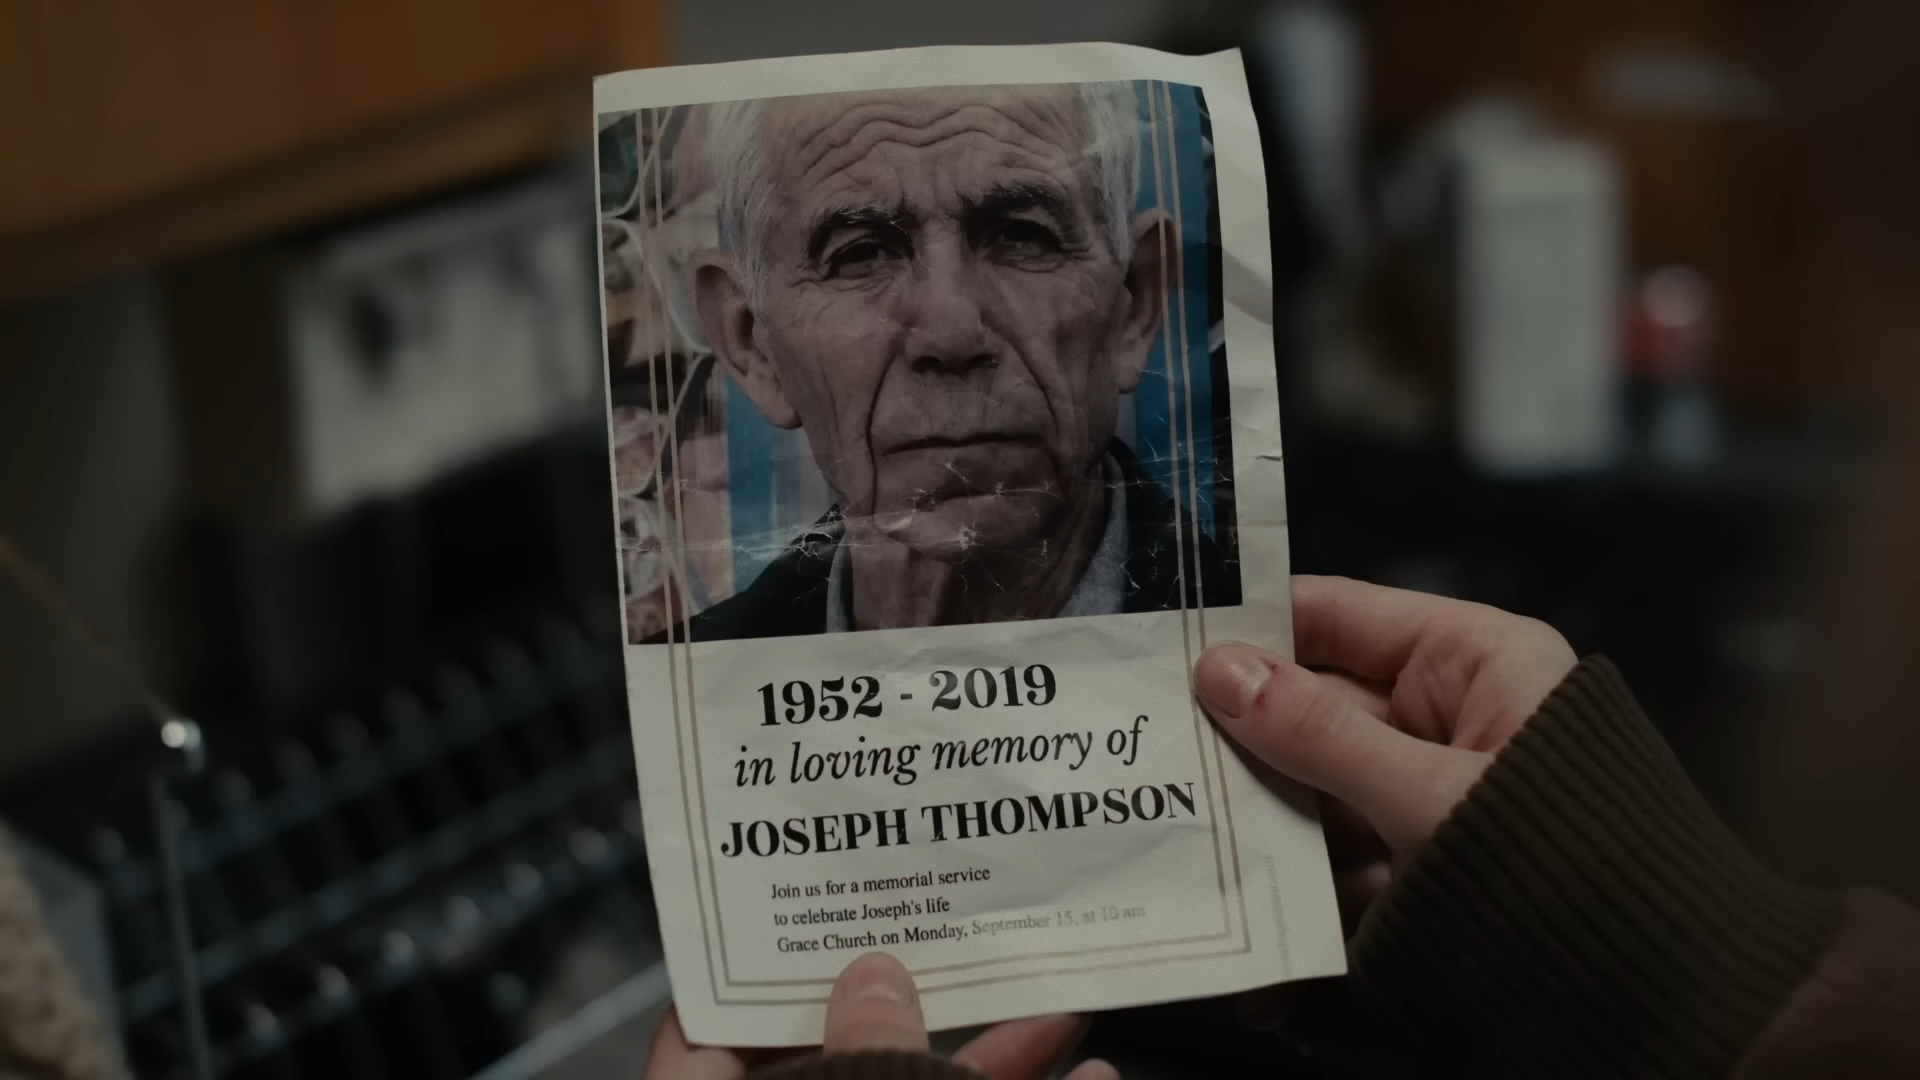 1952 - 2019
in loving memory of
JOSEPH THOMPSON
Join us for a memorial service
to celebrate Joseph's life
Grace Church on Monday, September 15, at 10 am